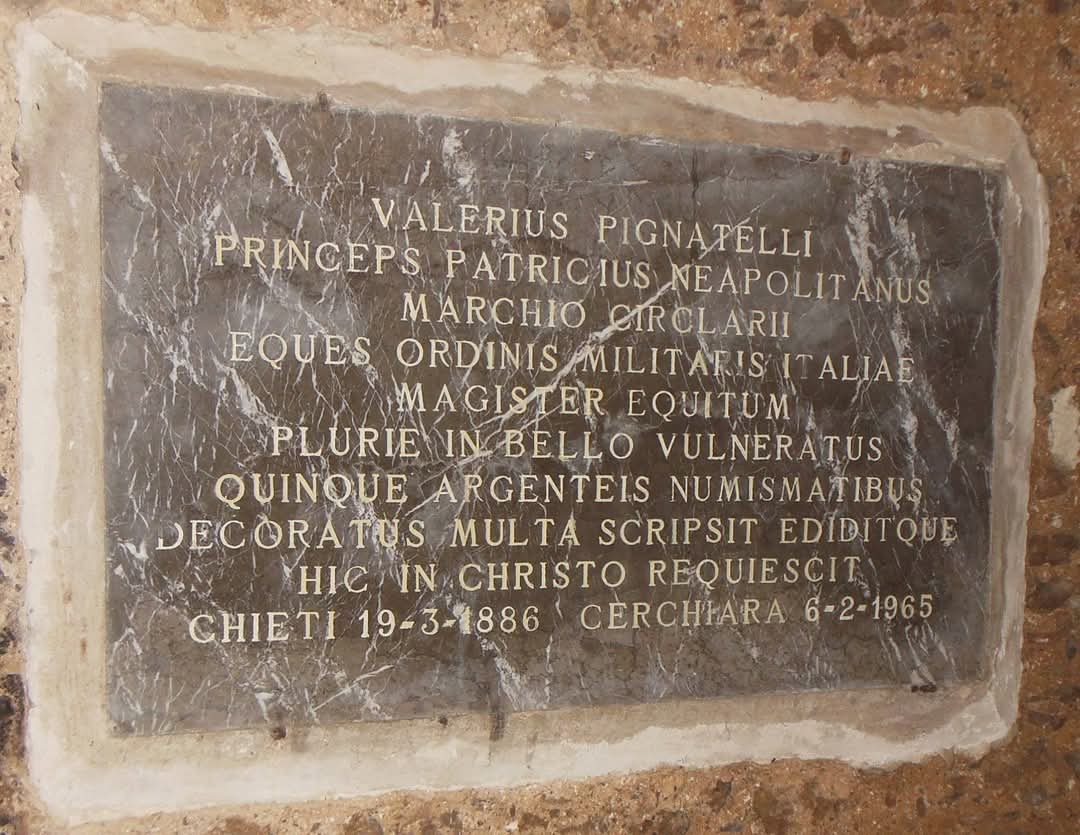 VALERIUS PIGNATELLI
PRINCEPS PATRICIUS NEAPOLITANUS
MARCHIO CIRCLARII
EQUES ORDINIS MILITARIS ITALIAE
MAGISTER EQUITUM
PLURIE IN BELLO VULNERATUS
QUINQUE ARGENTEIS NUMISMATIBUS
DECORATUS MULTA SCRIPSIT EDIDITQUE
HIC IN CHRISTO REQUIESCIT
CHIETI 19-3-1886 CERCHIARA 6-2-1965